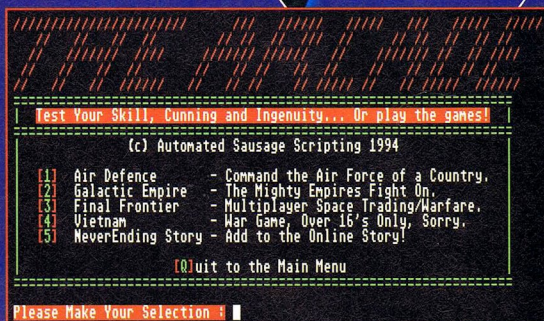 THE ARCADE
Test Your Skill, Cunning and Ingenuity... Or play the games!
(c) Automated Sausage Scripting 1994
[1] Air Defence - Command the Air Force of a Country.
[2] Galactic Empire - The Mighty Empires Fight On.
[3] Final Frontier - Multiplayer Space Trading/Warfare.
[4] Vietnam - War Game, Over 16's Only, Sorry.
[5] NeverEnding Story - Add to the Online Story!
[Q]uit to the Main Menu
Please Make Your Selection :